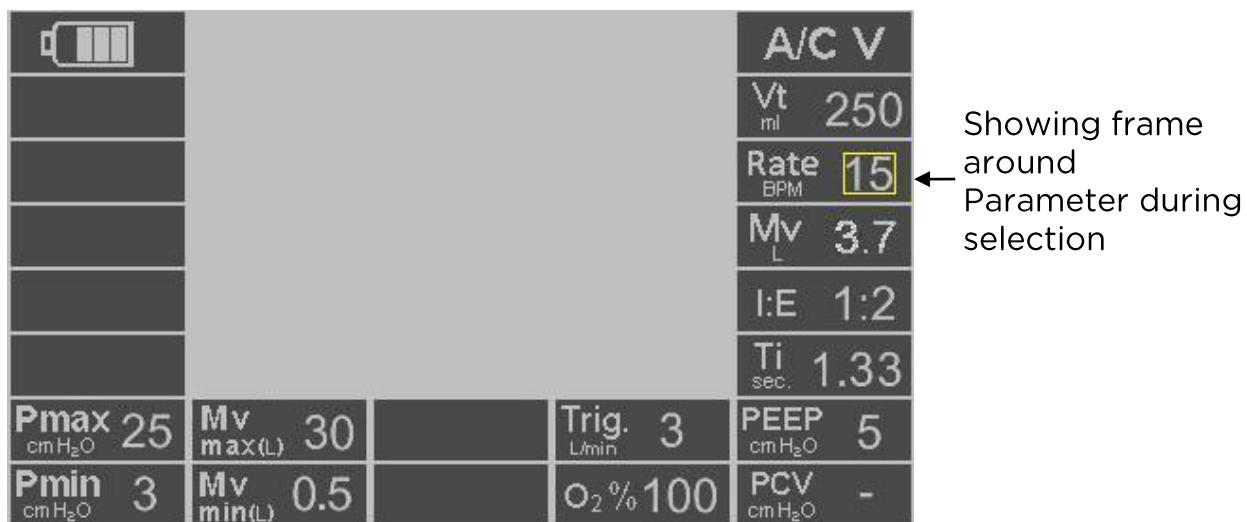 A/C V
Vt ml 250
Rate BPM 15
Mv L 3.7
I:E 1:2
Ti sec. 1.33
Pmax cmH₂O 25 Mv max(L) 30 Trig. L/min 3 PEEP cmH₂O 5
Pmin cmH₂O 3 Mv min(L) 0.5 O₂% 100 PCV cmH₂O -
Showing frame
around
Parameter during
selection